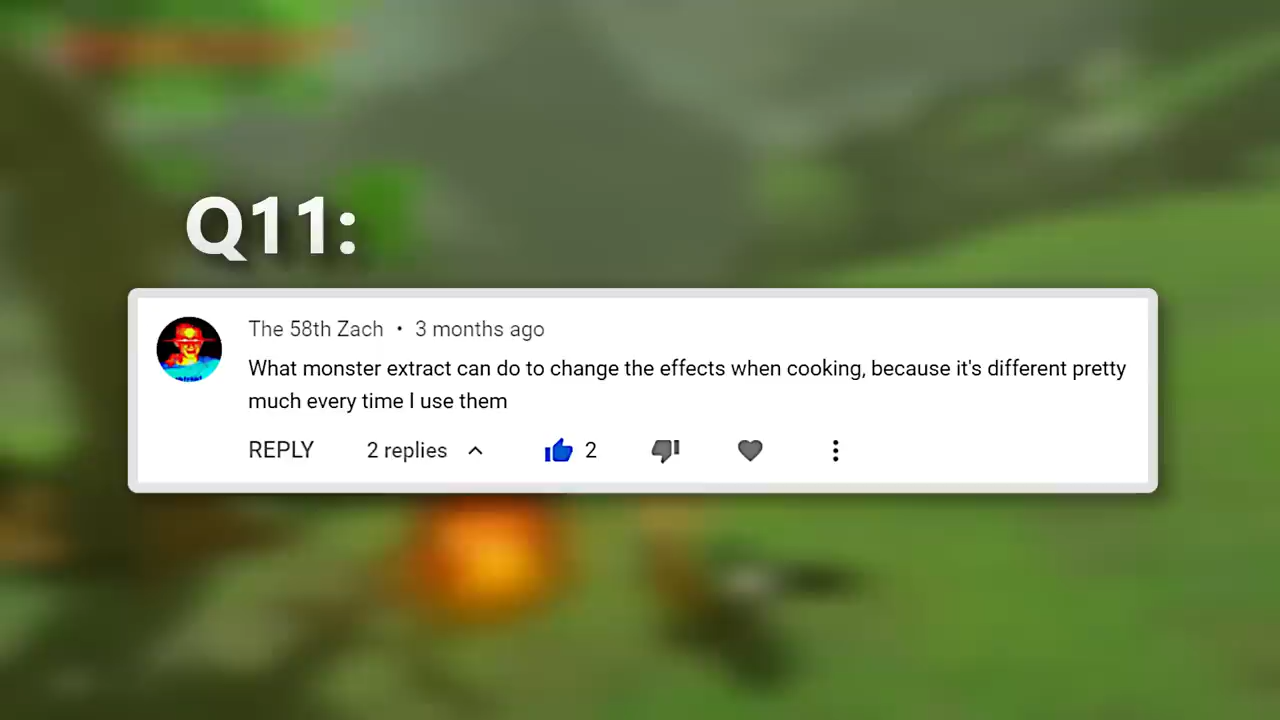 Q11:
The 58th Zach • 3 months ago
What monster extract can do to change the effects when cooking, because it's different pretty
much every time I use them
REPLY 2 replies 2